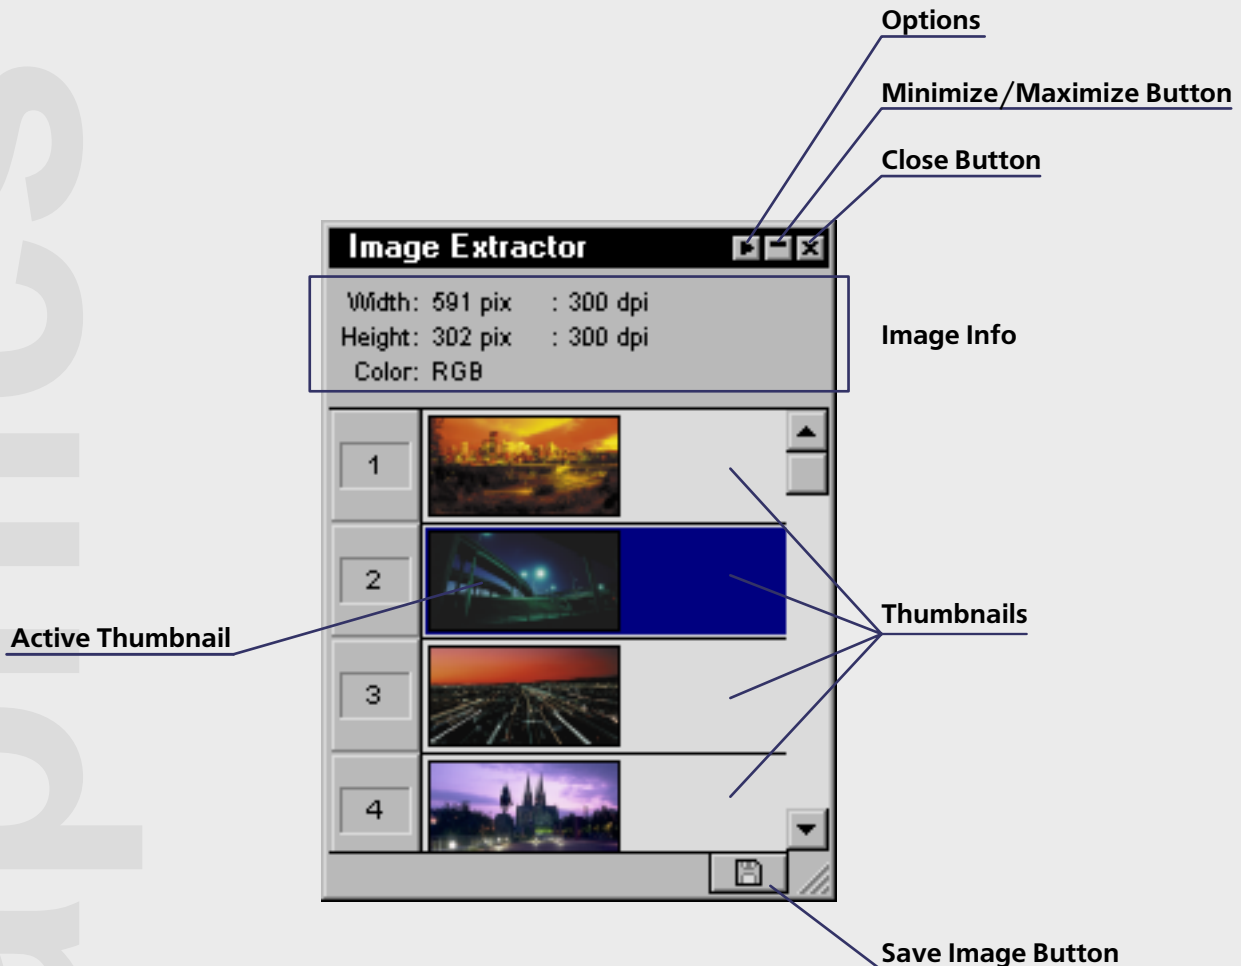 Options
Minimize/Maximize Button
Close Button
Image Extractor
Width: 591 pix : 300 dpi
Height: 302 pix : 300 dpi
Color: RGB
Image Info
1
2
3
4
Active Thumbnail
Thumbnails
Save Image Button